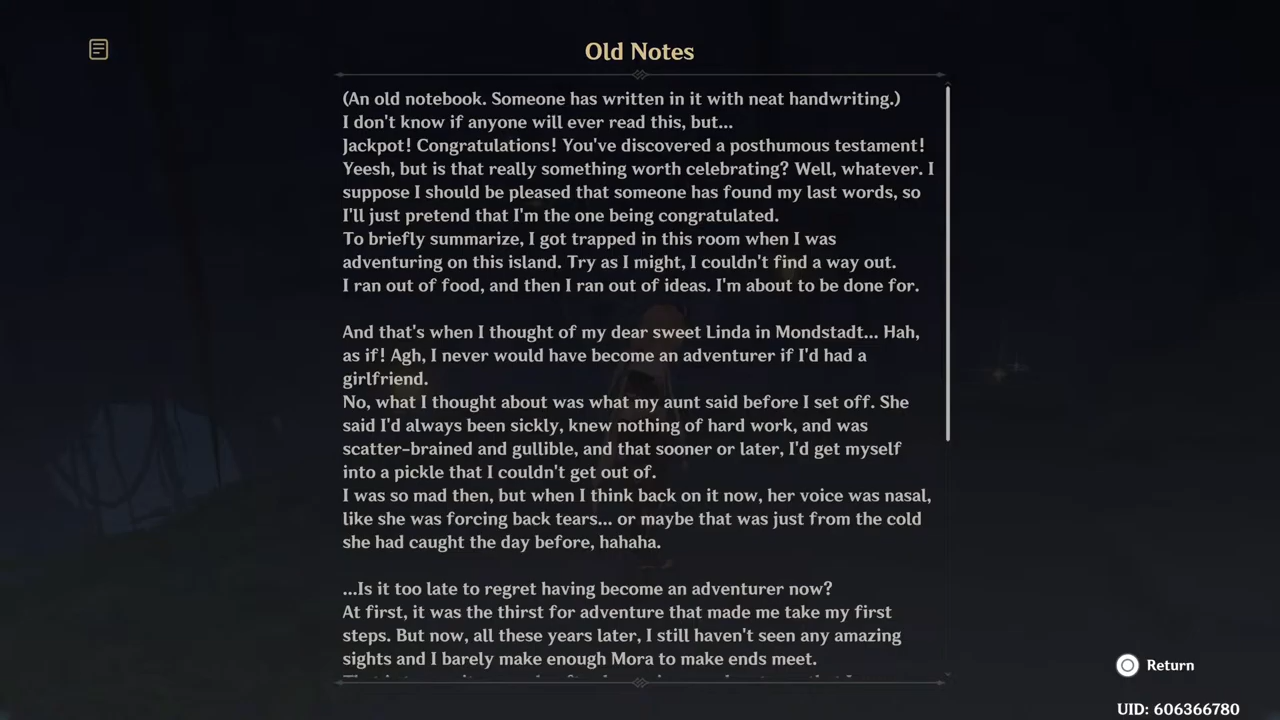 Old Notes
(An old notebook. Someone has written in it with neat handwriting.)
I don't know if anyone will ever read this, but...
Jackpot! Congratulations! You've discovered a posthumous testament!
Yeesh, but is that really something worth celebrating? Well, whatever. I
suppose I should be pleased that someone has found my last words, so
I'll just pretend that I'm the one being congratulated.
To briefly summarize, I got trapped in this room when I was
adventuring on this island. Try as I might, I couldn't find a way out.
I ran out of food, and then I ran out of ideas. I'm about to be done for.
And that's when I thought of my dear sweet Linda in Mondstadt... Hah,
as if! Agh, I never would have become an adventurer if I'd had a
girlfriend.
No, what I thought about was what my aunt said before I set off. She
said I'd always been sickly, knew nothing of hard work, and was
scatter-brained and gullible, and that sooner or later, I'd get myself
into a pickle that I couldn't get out of.
I was so mad then, but when I think back on it now, her voice was nasal,
like she was forcing back tears... or maybe that was just from the cold
she had caught the day before, hahaha.
...Is it too late to regret having become an adventurer now?
At first, it was the thirst for adventure that made me take my first
steps. But now, all these years later, I still haven't seen any amazing
sights and I barely make enough Mora to make ends meet.
Return
UID: 606366780